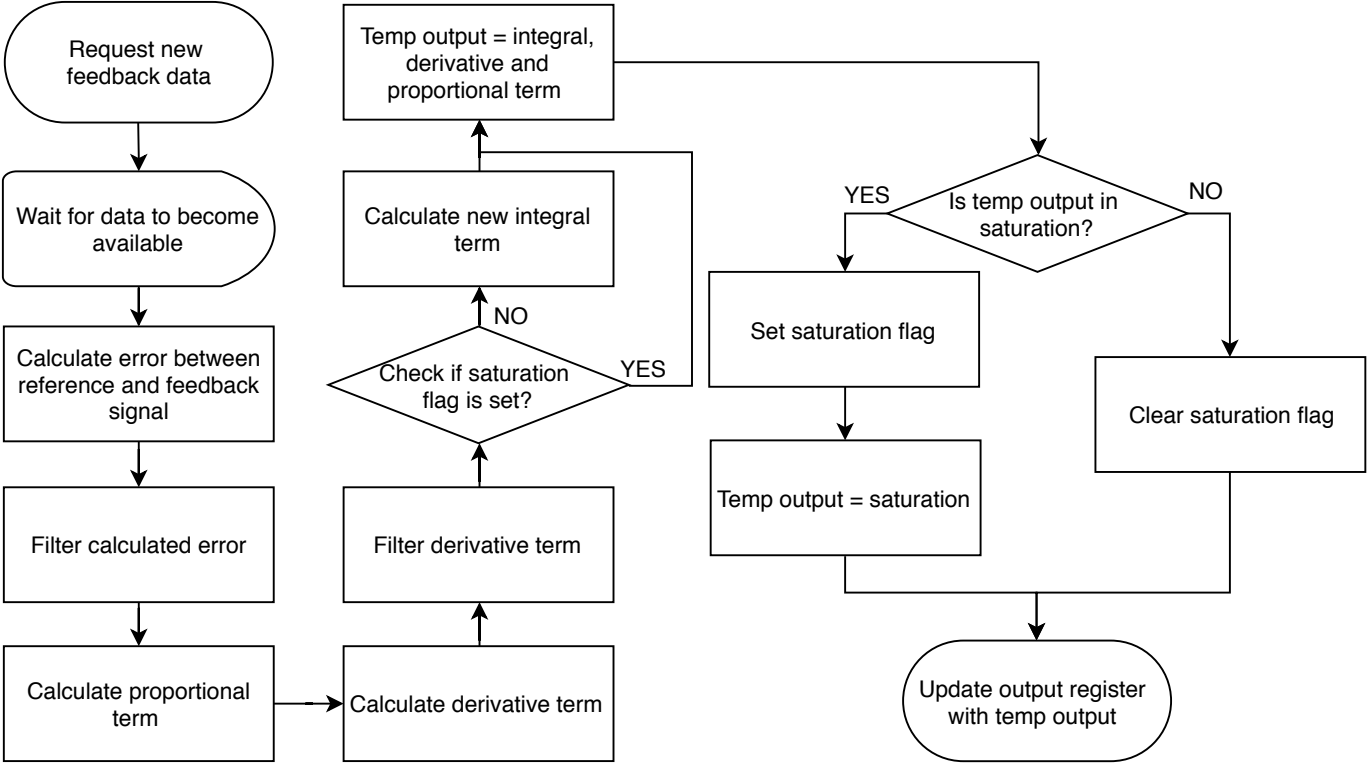 Request new
feedback data
Wait for data to become
available
Calculate error between
reference and feedback
signal
Filter calculated error
Calculate proportional
term
Calculate derivative term
Filter derivative term
Check if saturation
flag is set?
NO
YES
Calculate new integral
term
Temp output = integral,
derivative and
proportional term
Is temp output in
saturation?
YES
NO
Set saturation flag
Temp output = saturation
Clear saturation flag
Update output register
with temp output